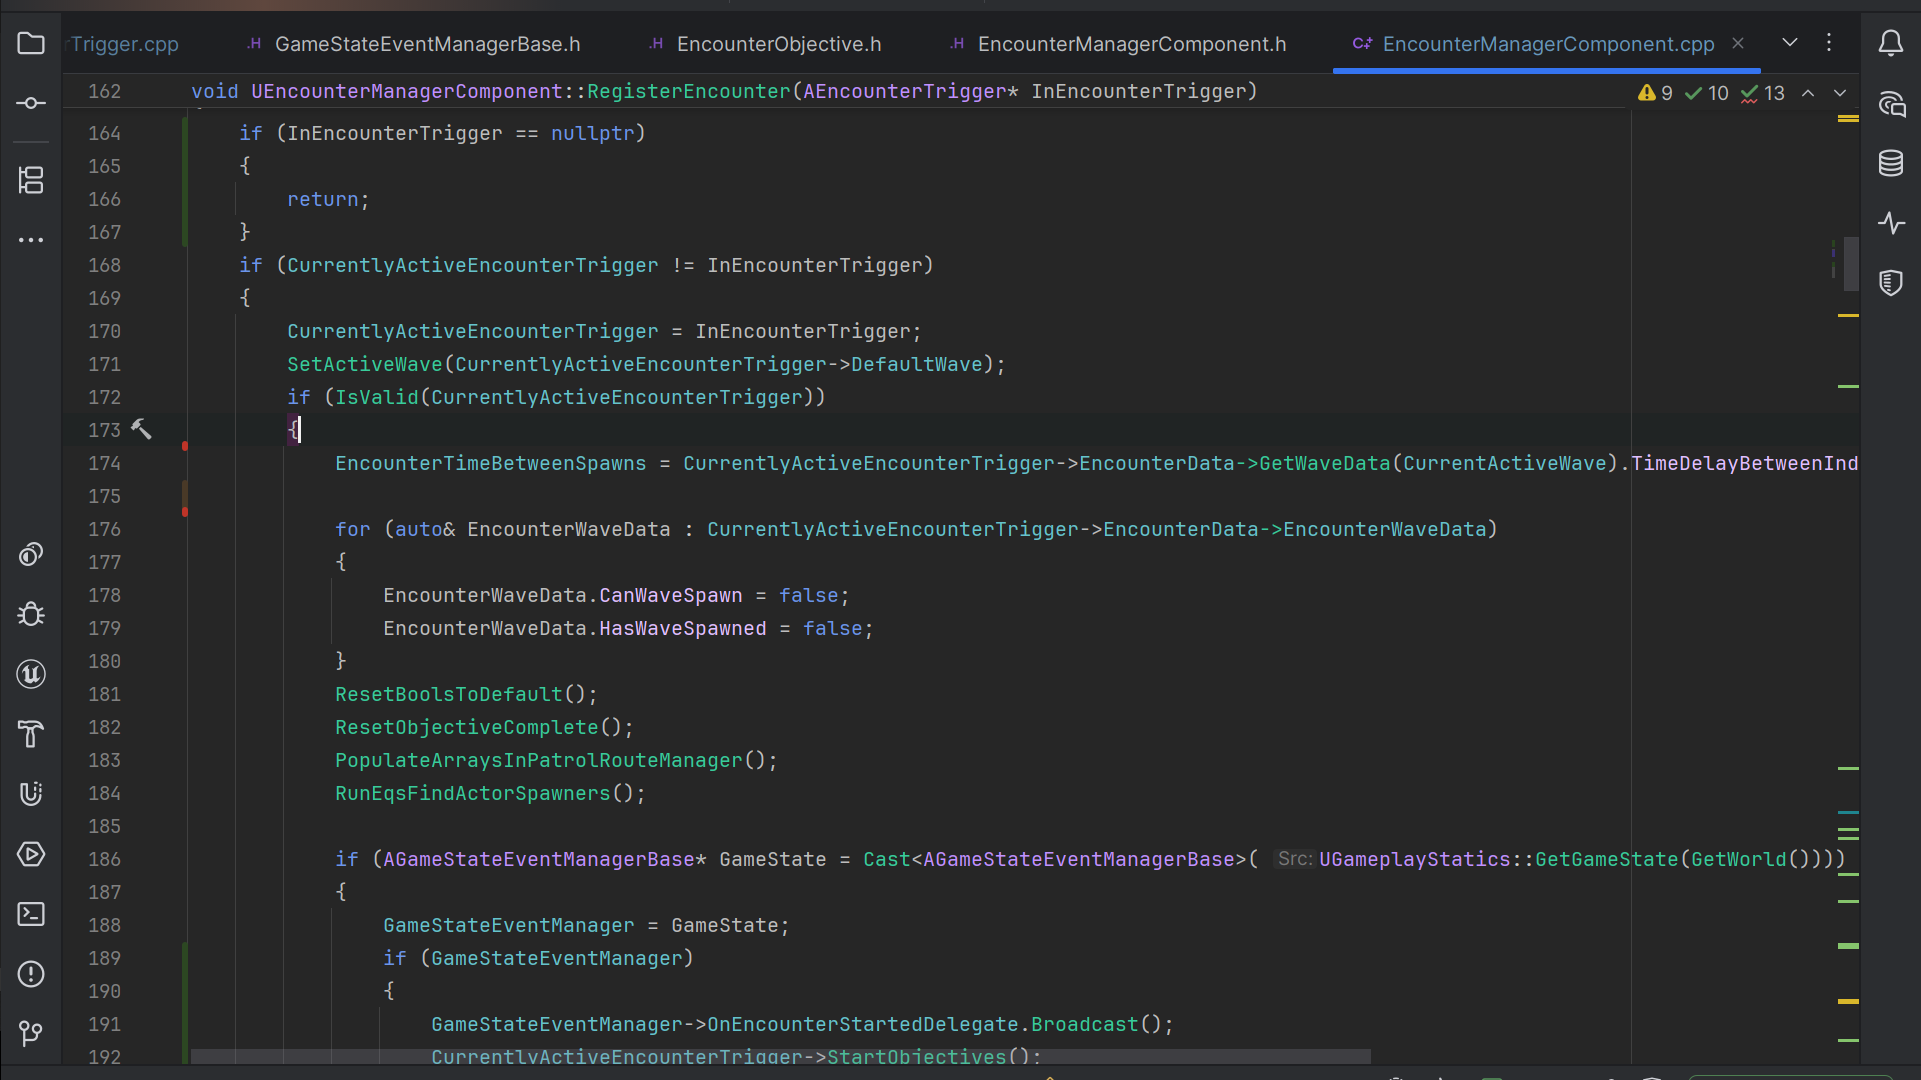 rTrigger.cpp
.H GameStateEventManagerBase.h
.H EncounterObjective.h
.H EncounterManagerComponent.h
C+ EncounterManagerComponent.cpp
162 void UEncounterManagerComponent::RegisterEncounter(AEncounterTrigger* InEncounterTrigger)
9 10 13
164 if (InEncounterTrigger == nullptr)
165 {
166 return;
167 }
168 if (CurrentlyActiveEncounterTrigger != InEncounterTrigger)
169 {
170 CurrentlyActiveEncounterTrigger = InEncounterTrigger;
171 SetActiveWave(CurrentlyActiveEncounterTrigger->DefaultWave);
172 if (IsValid(CurrentlyActiveEncounterTrigger))
173 {
174 EncounterTimeBetweenSpawns = CurrentlyActiveEncounterTrigger->EncounterData->GetWaveData(CurrentActiveWave).TimeDelayBetweenInd
175
176 for (auto& EncounterWaveData : CurrentlyActiveEncounterTrigger->EncounterData->EncounterWaveData)
177 {
178 EncounterWaveData.CanWaveSpawn = false;
179 EncounterWaveData.HasWaveSpawned = false;
180 }
181 ResetBoolsToDefault();
182 ResetObjectiveComplete();
183 PopulateArraysInPatrolRouteManager();
184 RunEqsFindActorSpawners();
185
186 if (AGameStateEventManagerBase* GameState = Cast<AGameStateEventManagerBase>( Src: UGameplayStatics::GetGameState(GetWorld())))
187 {
188 GameStateEventManager = GameState;
189 if (GameStateEventManager)
190 {
191 GameStateEventManager->OnEncounterStartedDelegate.Broadcast();
192 CurrentlyActiveEncounterTrigger->StartObjectives();